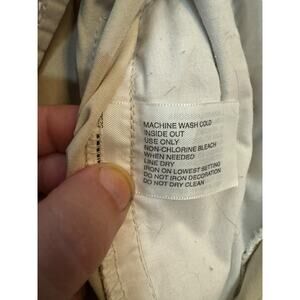 MACHINE WASH COLD
INSIDE OUT
USE ONLY
NON-CHLORINE BLEACH
WHEN NEEDED
LINE DRY
IRON ON LOWEST SETTING
DO NOT IRON DECORATION
DO NOT DRY CLEAN